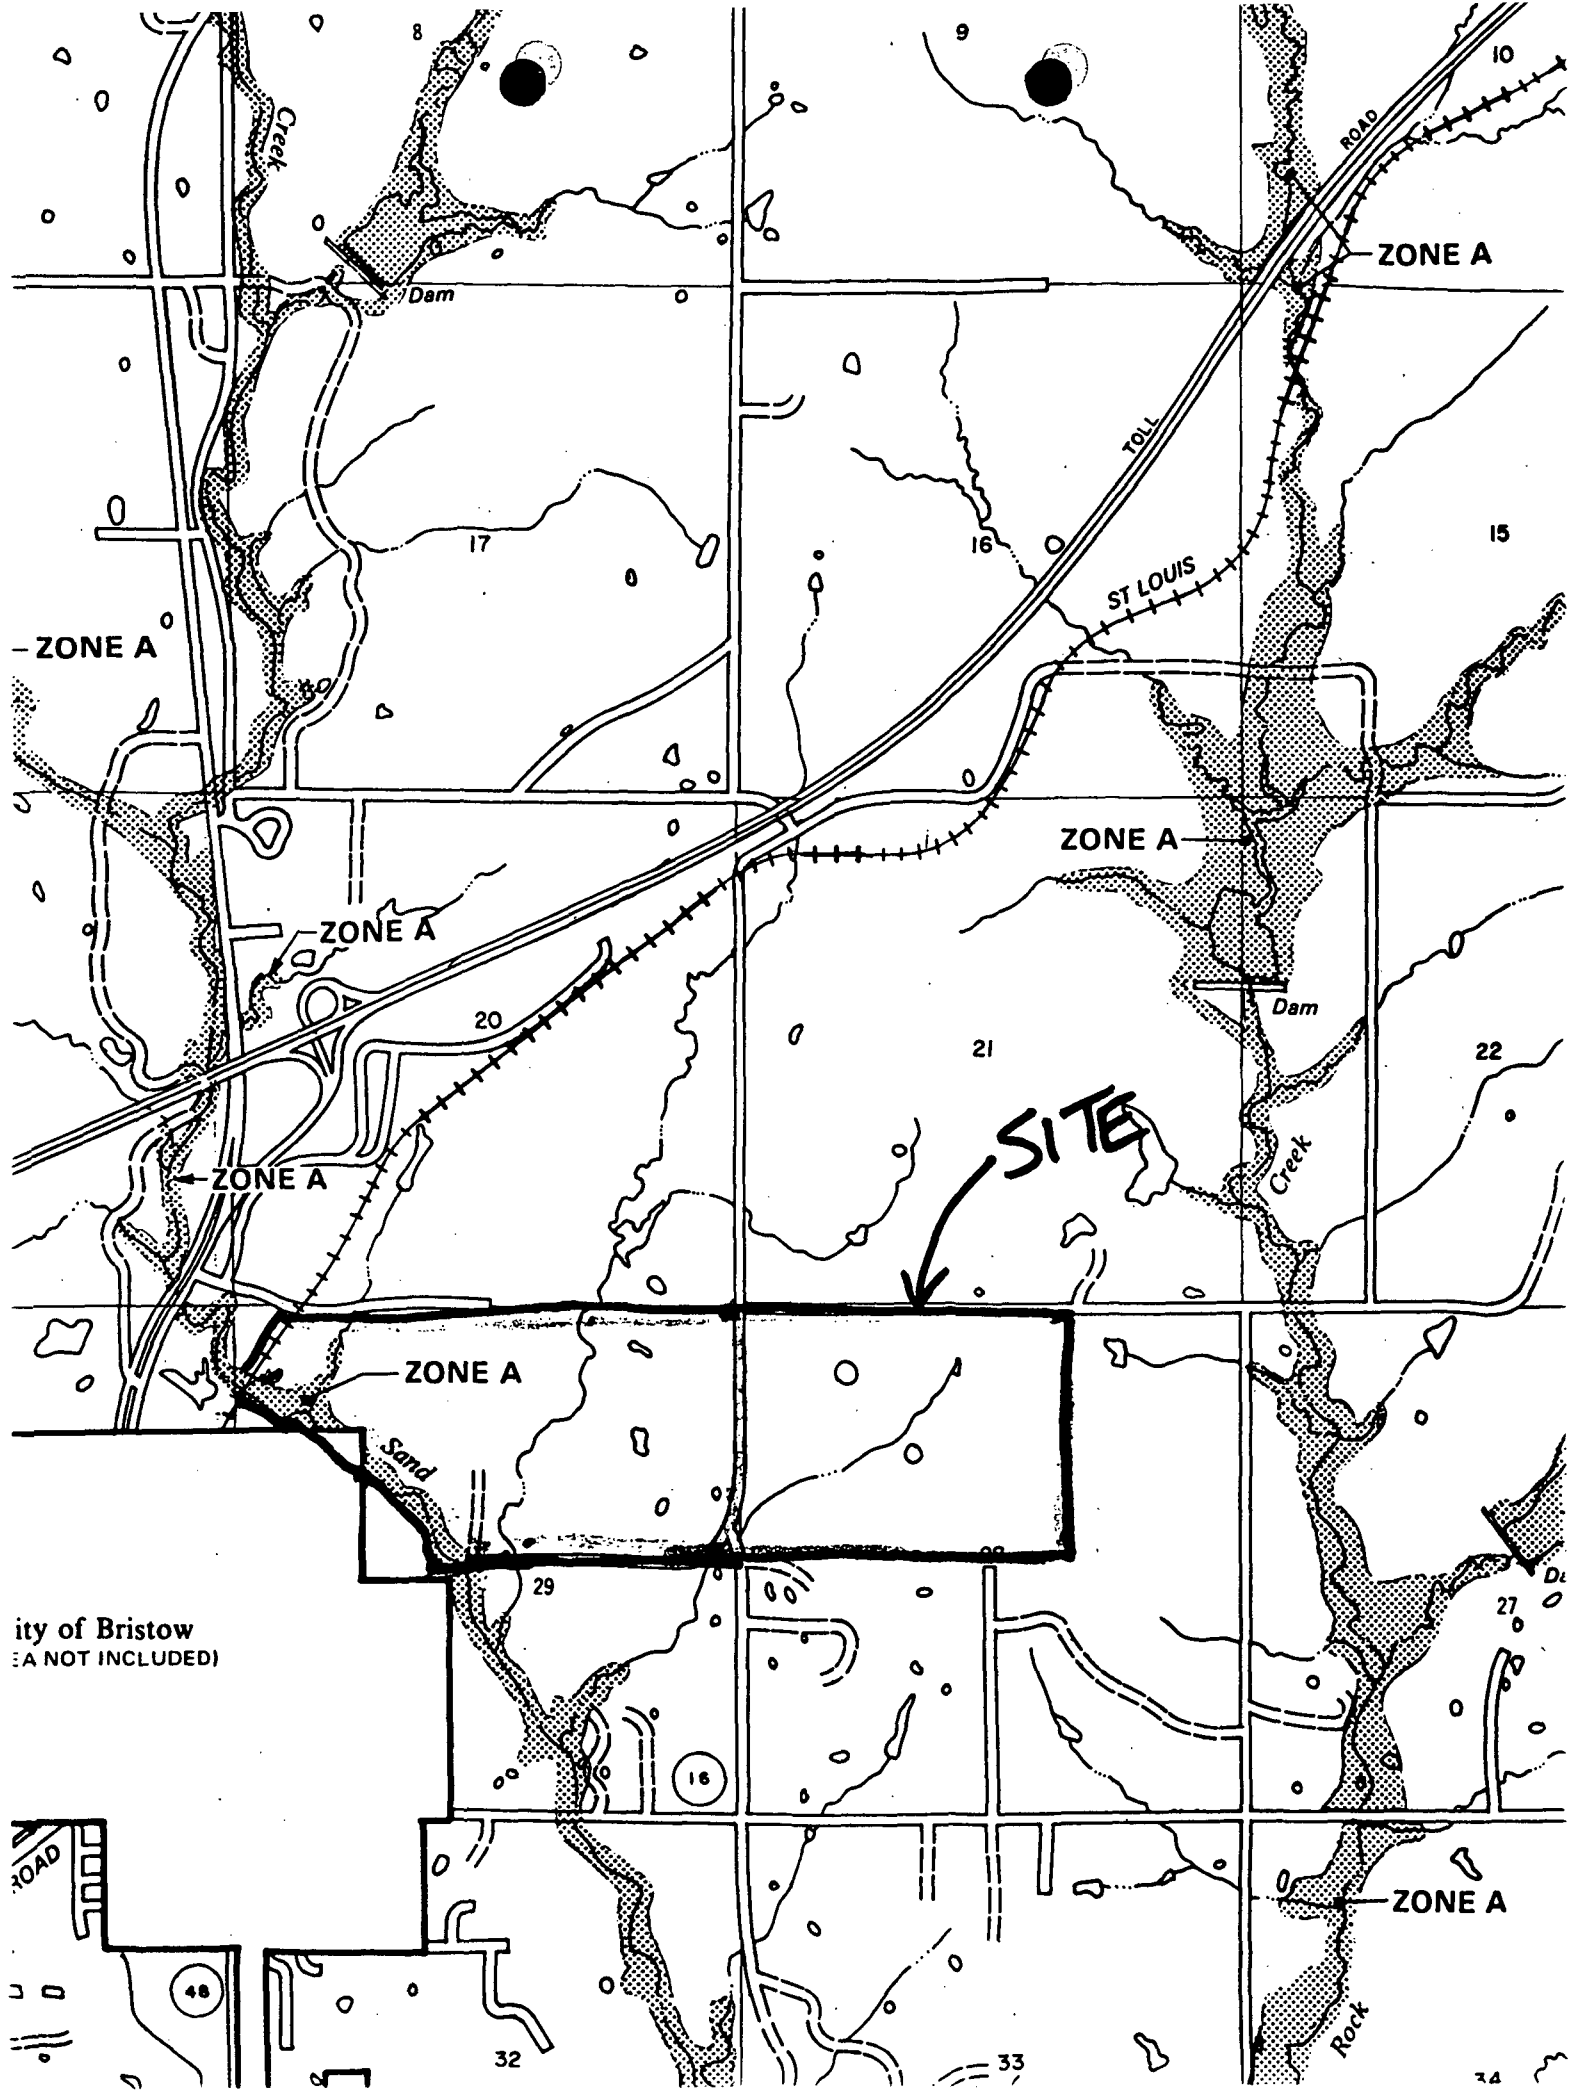 8
9
10
Creek
ROAD
ZONE A
Dam
TOLL
17
16
15
ST LOUIS
ZONE A
ZONE A
ZONE A
20
Dam
21
22
SITE
Creek
ZONE A
ZONE A
Sand
29
27
ity of Bristow
EA NOT INCLUDED)
16
ROAD
ZONE A
48
Rock
32
33
34